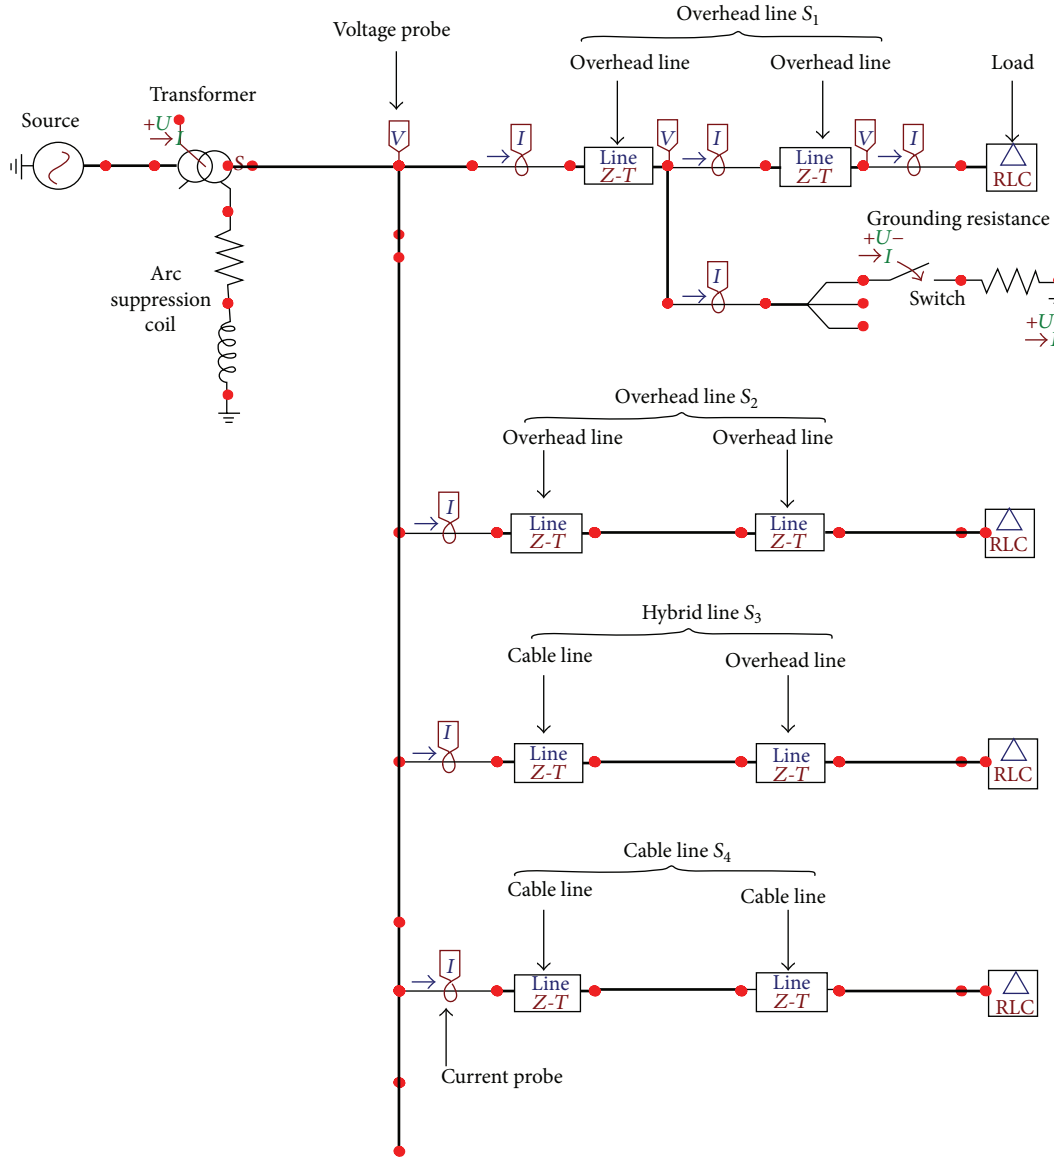 Overhead line S1
Voltage probe
Overhead line
Overhead line
Load
Transformer
Source
+U
I
S
V
I
Line
Z-T
V
I
Line
Z-T
V
I
RLC
Grounding resistance
+U−
I
Switch
I
+U
I
Arc
suppression
coil
Overhead line S2
Overhead line
Overhead line
I
Line
Z-T
Line
Z-T
RLC
Hybrid line S3
Cable line
Overhead line
I
Line
Z-T
Line
Z-T
RLC
Cable line S4
Cable line
Cable line
I
Line
Z-T
Line
Z-T
RLC
Current probe